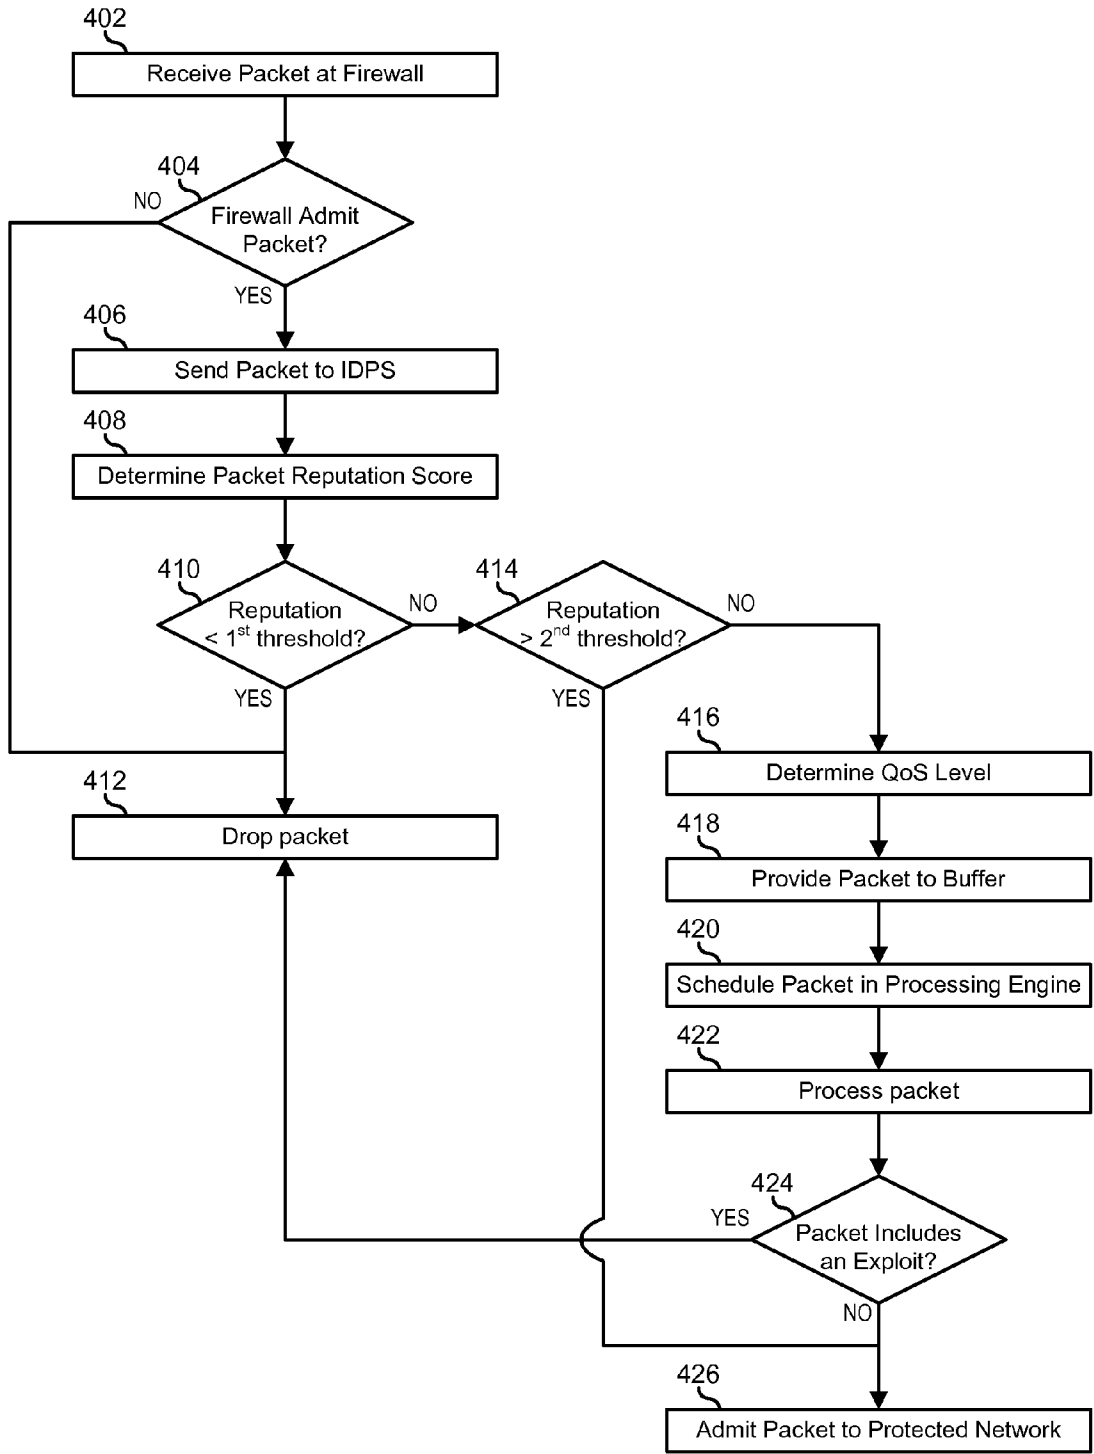 402
Receive Packet at Firewall
404
NO
Firewall Admit
Packet?
YES
406
Send Packet to IDPS
408
Determine Packet Reputation Score
410
Reputation
< 1st threshold?
NO
YES
414
Reputation
> 2nd threshold?
NO
YES
412
Drop packet
416
Determine QoS Level
418
Provide Packet to Buffer
420
Schedule Packet in Processing Engine
422
Process packet
424
YES
Packet Includes
an Exploit?
NO
426
Admit Packet to Protected Network